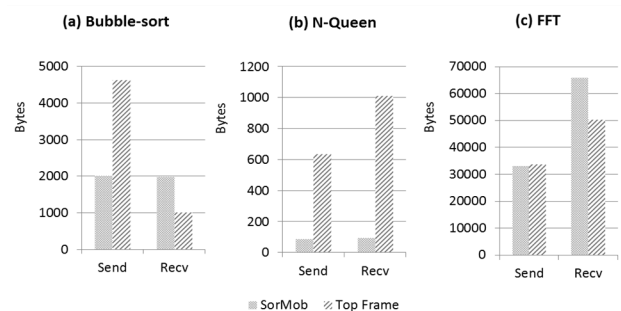 (a) Bubble-sort
(b) N-Queen
(c) FFT
Bytes
5000
4000
3000
2000
1000
0
Send Recv
Bytes
1200
1000
800
600
400
200
0
Send Recv
Bytes
70000
60000
50000
40000
30000
20000
10000
0
Send Recv
SorMob Top Frame